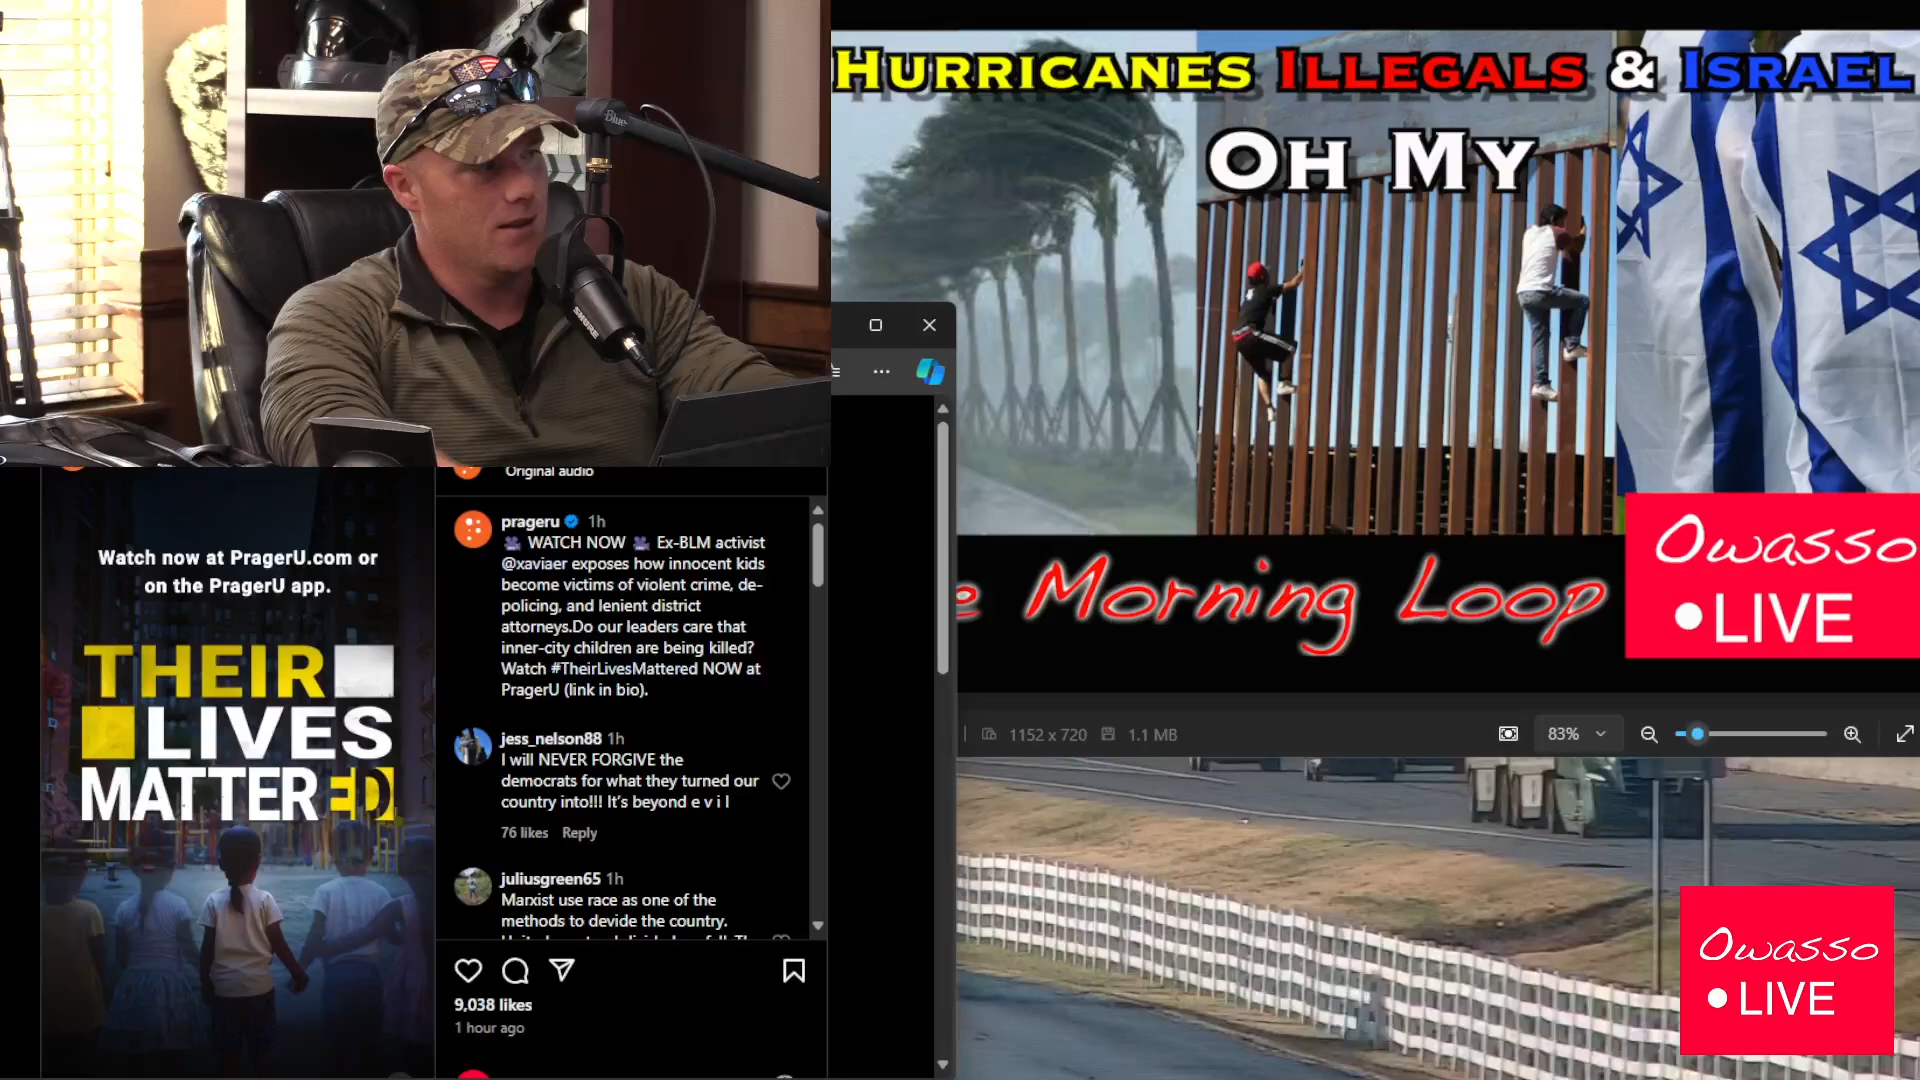 Blue
SHURE
HURRICANES ILLEGALS & ISRAEL
OH MY
e Morning Loop
Owasso
LIVE
1152 x 720
1.1 MB
83%
Owasso
LIVE
Watch now at PragerU.com or
on the PragerU app.
THEIR
LIVES
MATTERED
Original audio
prageru 1h
WATCH NOW Ex-BLM activist
@xaviaer exposes how innocent kids
become victims of violent crime, de-
policing, and lenient district
attorneys.Do our leaders care that
inner-city children are being killed?
Watch #TheirLivesMattered NOW at
PragerU (link in bio).
jess_nelson88 1h
I will NEVER FORGIVE the
democrats for what they turned our
country into!!! It's beyond e v i l
76 likes Reply
juliusgreen65 1h
Marxist use race as one of the
methods to devide the country.
9,038 likes
1 hour ago